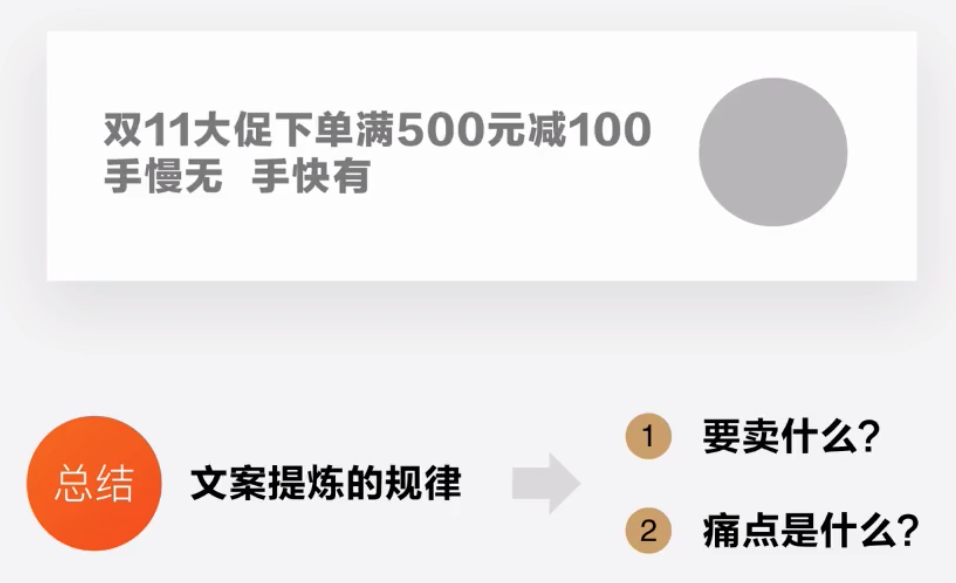 双11大促下单满500元减100
手慢无 手快有
总结
文案提炼的规律
1 要卖什么?
2 痛点是什么?